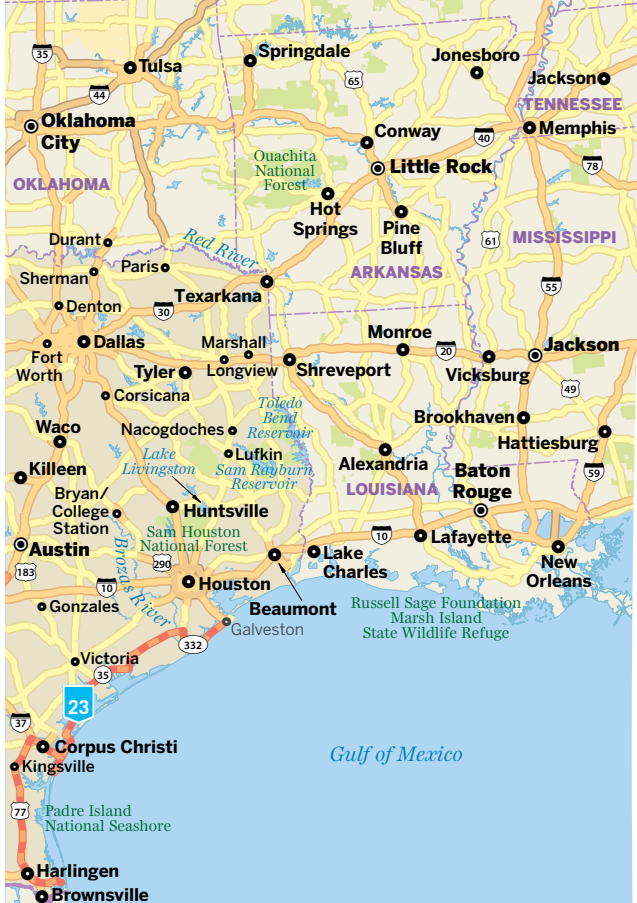 35
Springdale
Jonesboro
Tulsa
65
Jackson
44
TENNESSEE
Oklahoma
City
Conway
40
Memphis
Ouachita
National
Forest
Little Rock
78
OKLAHOMA
Hot
Springs
Pine
Bluff
Durant
Red River
61
MISSISSIPPI
Sherman
Paris
ARKANSAS
Texarkana
55
Denton
30
Dallas
Marshall
Monroe
20
Jackson
Fort
Worth
Longview
Shreveport
Vicksburg
Tyler
49
Corsicana
Toledo
Bend
Reservoir
Brookhaven
Waco
Nacogdoches
Hattiesburg
Lake
Livingston
Lufkin
Sam Rayburn
Reservoir
Alexandria
Killeen
Baton
Rouge
59
Bryan/
College
Station
LOUISIANA
Huntsville
Sam Houston
National Forest
10
Lafayette
Austin
Lake
Charles
New
Orleans
183
290
Brozas River
10
Houston
Gonzales
Beaumont
Russell Sage Foundation
Marsh Island
State Wildlife Refuge
Galveston
332
Victoria
35
23
37
Corpus Christi
Gulf of Mexico
Kingsville
77
Padre Island
National Seashore
Harlingen
Brownsville